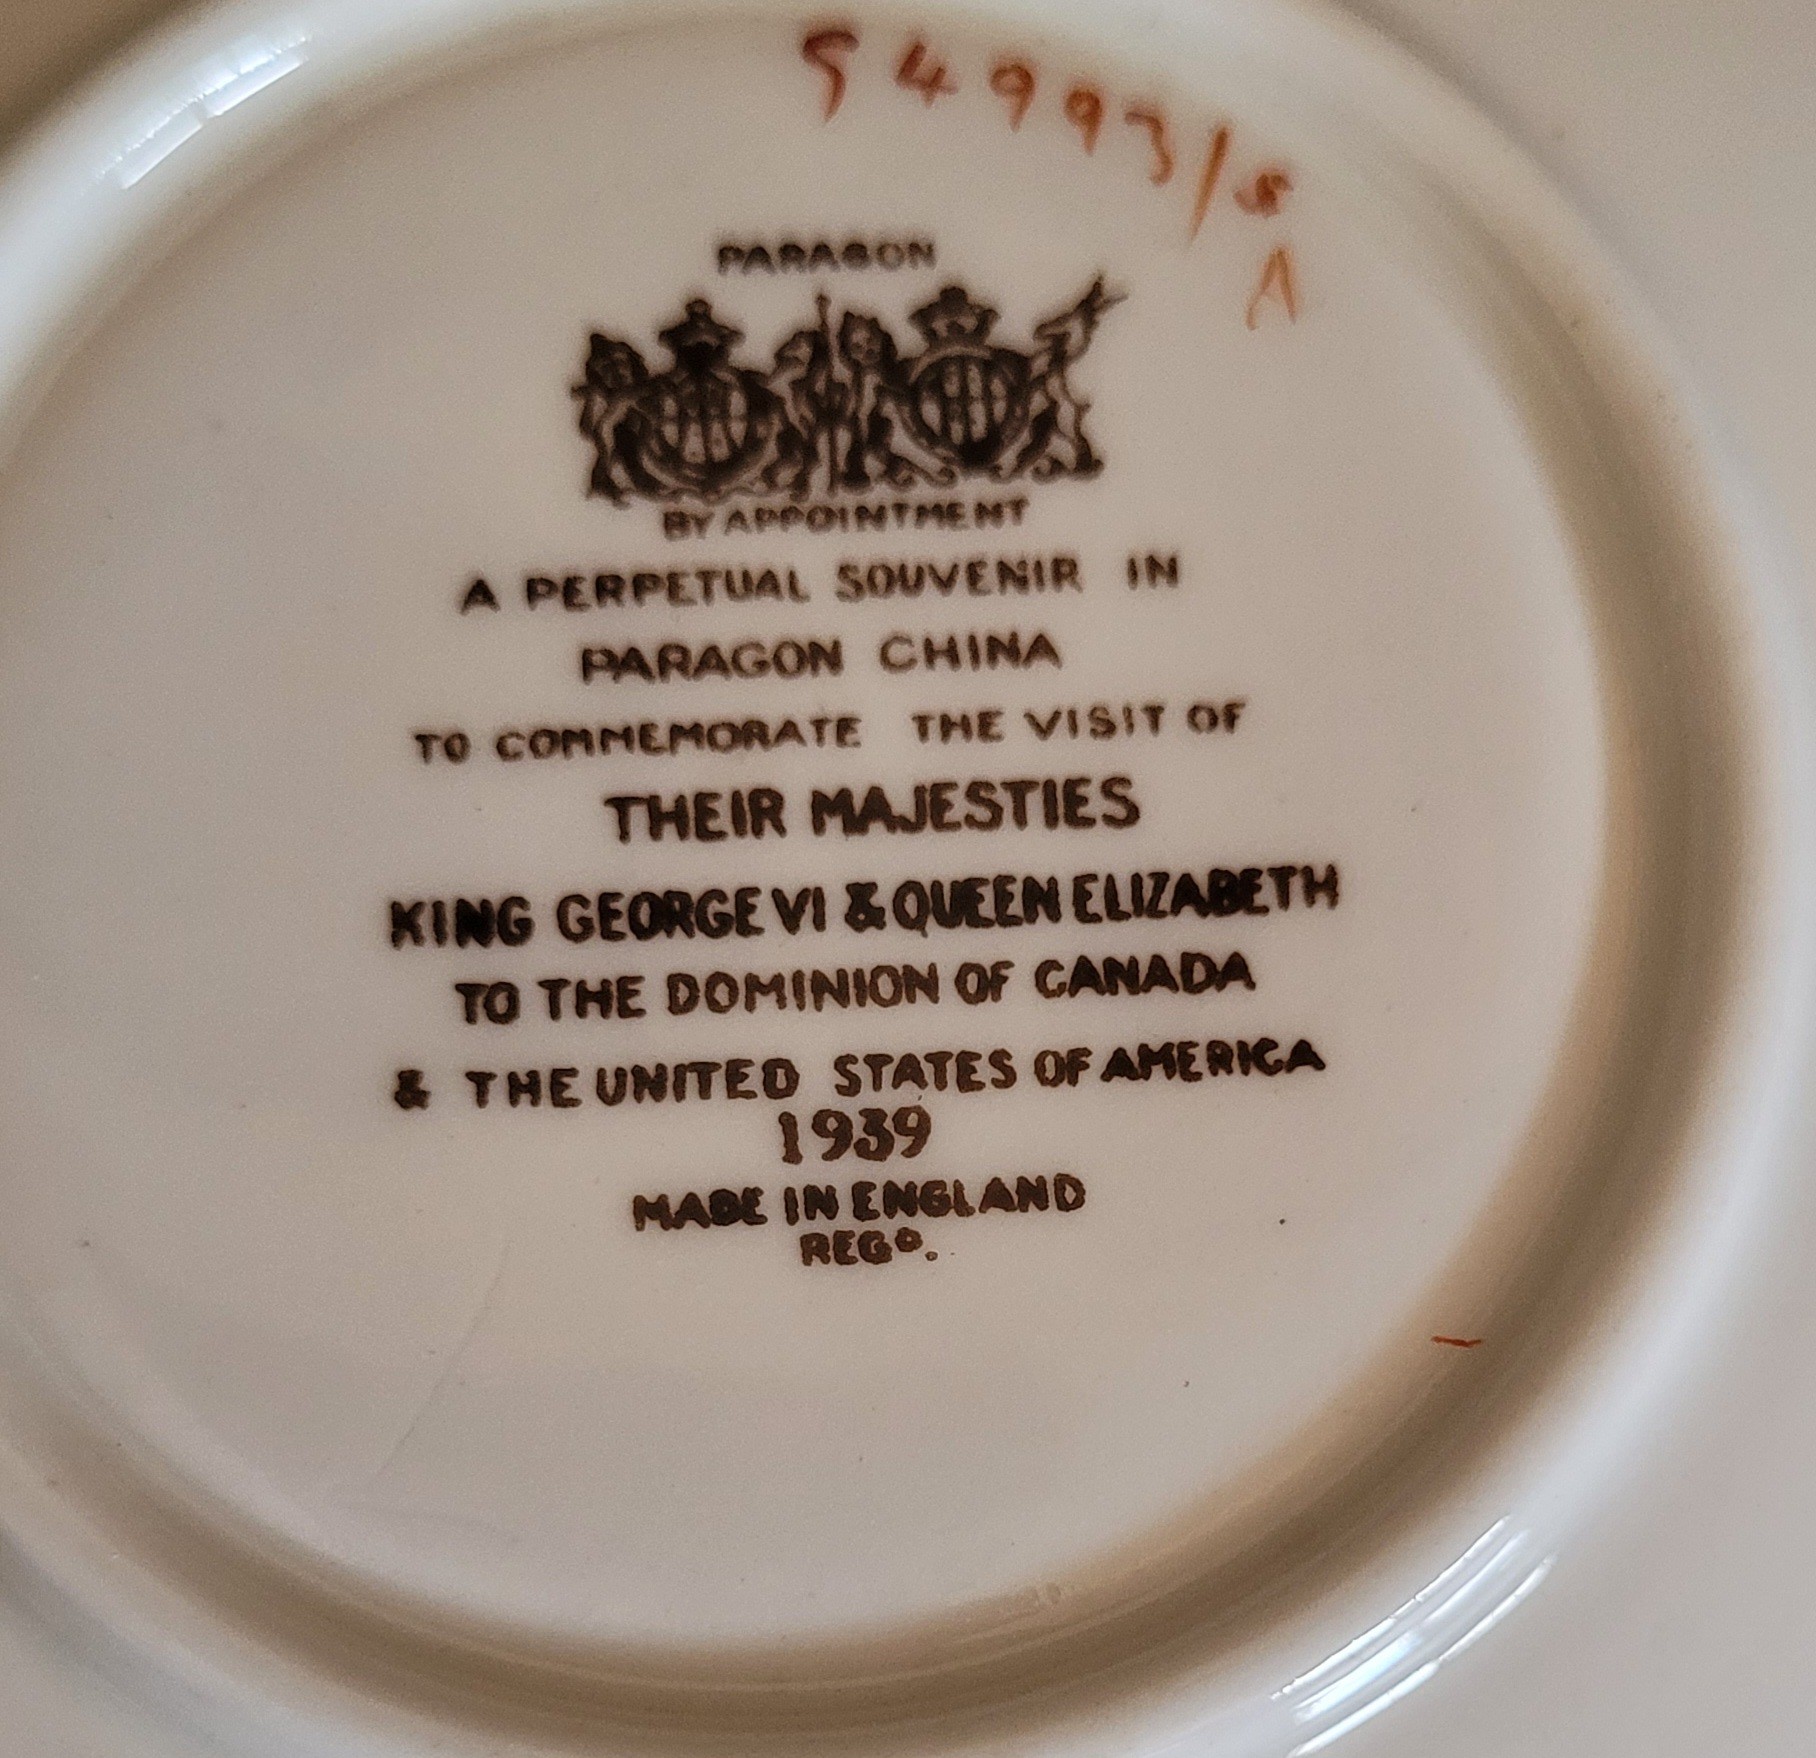 54993/8
A
PARAGON
BY APPOINTMENT
A PERPETUAL SOUVENIR IN
PARAGON CHINA
TO COMMEMORATE THE VISIT OF
THEIR MAJESTIES
KING GEORGE VI & QUEEN ELIZABETH
TO THE DOMINION OF CANADA
& THE UNITED STATES OF AMERICA
1939
MADE IN ENGLAND
REGD.